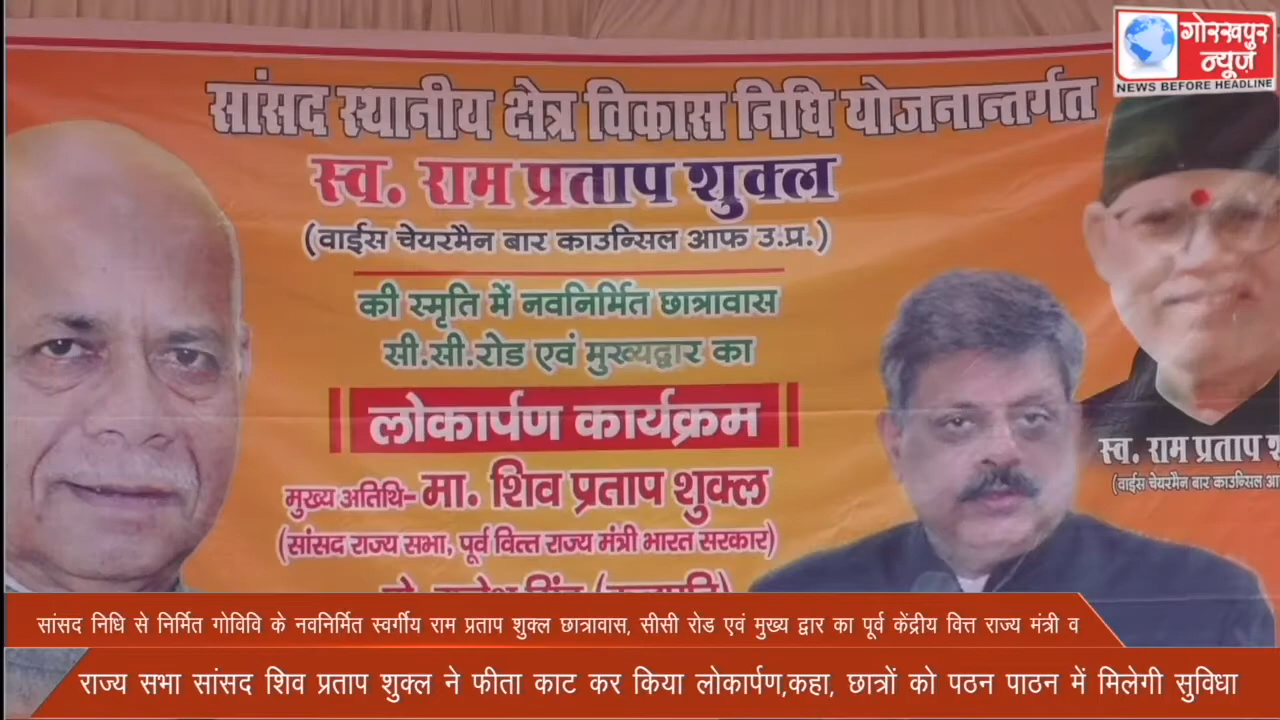 गोरखपुर
न्यूज़
NEWS BEFORE HEADLINE
सांसद स्थानीय क्षेत्र विकास निधि योजनान्तर्गत
स्व. राम प्रताप शुक्ल
(वाईस चेयरमैन बार काउन्सिल आफ उ.प्र.)
की स्मृति में नवनिर्मित छात्रावास
सी.सी.रोड एवं मुख्यद्वार का
लोकार्पण कार्यक्रम
मुख्य अतिथि- मा. शिव प्रताप शुक्ल
(सांसद राज्य सभा, पूर्व वित्त राज्य मंत्री भारत सरकार)
स्व. राम प्रताप
(वाईस चेयरमैन बार काउन्सिल
सांसद निधि से निर्मित गोविवि के नवनिर्मित स्वर्गीय राम प्रताप शुक्ल छात्रावास, सीसी रोड एवं मुख्य द्वार का पूर्व केंद्रीय वित्त राज्य मंत्री व
राज्य सभा सांसद शिव प्रताप शुक्ल ने फीता काट कर किया लोकार्पण,कहा, छात्रों को पठन पाठन में मिलेगी सुविधा